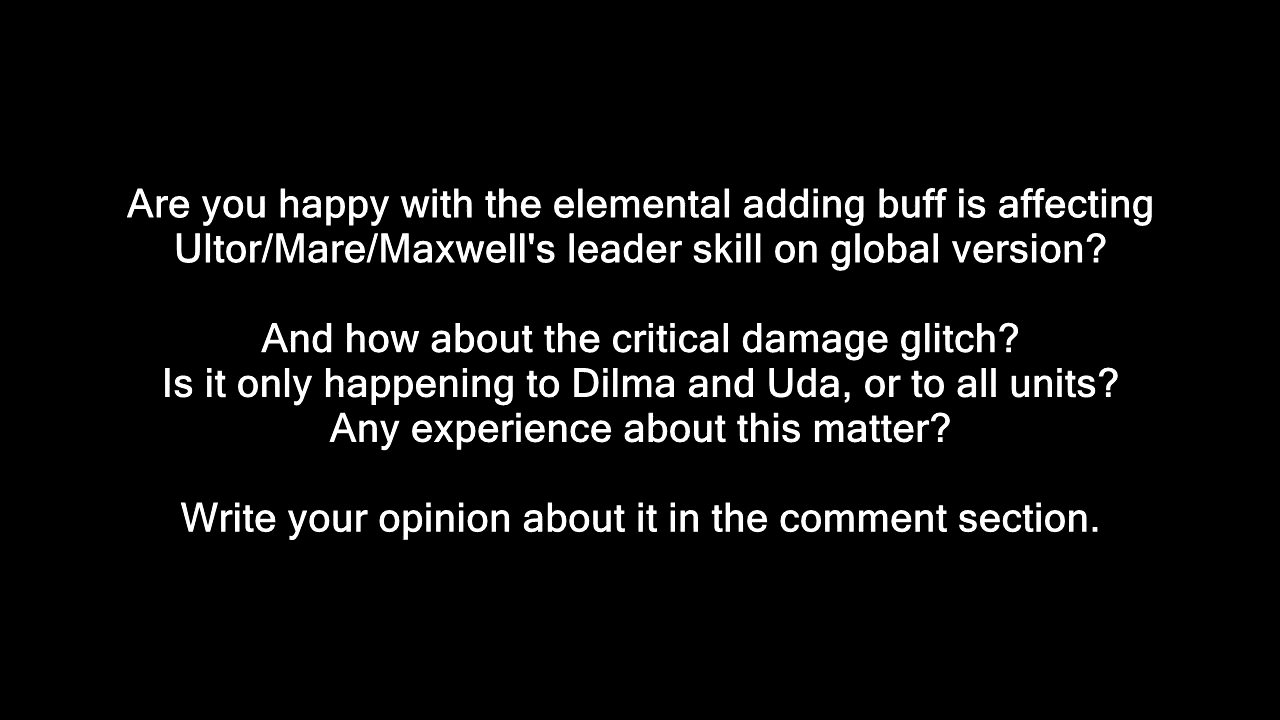 Are you happy with the elemental adding buff is affecting
Ultor/Mare/Maxwell's leader skill on global version?
And how about the critical damage glitch?
Is it only happening to Dilma and Uda, or to all units?
Any experience about this matter?
Write your opinion about it in the comment section.